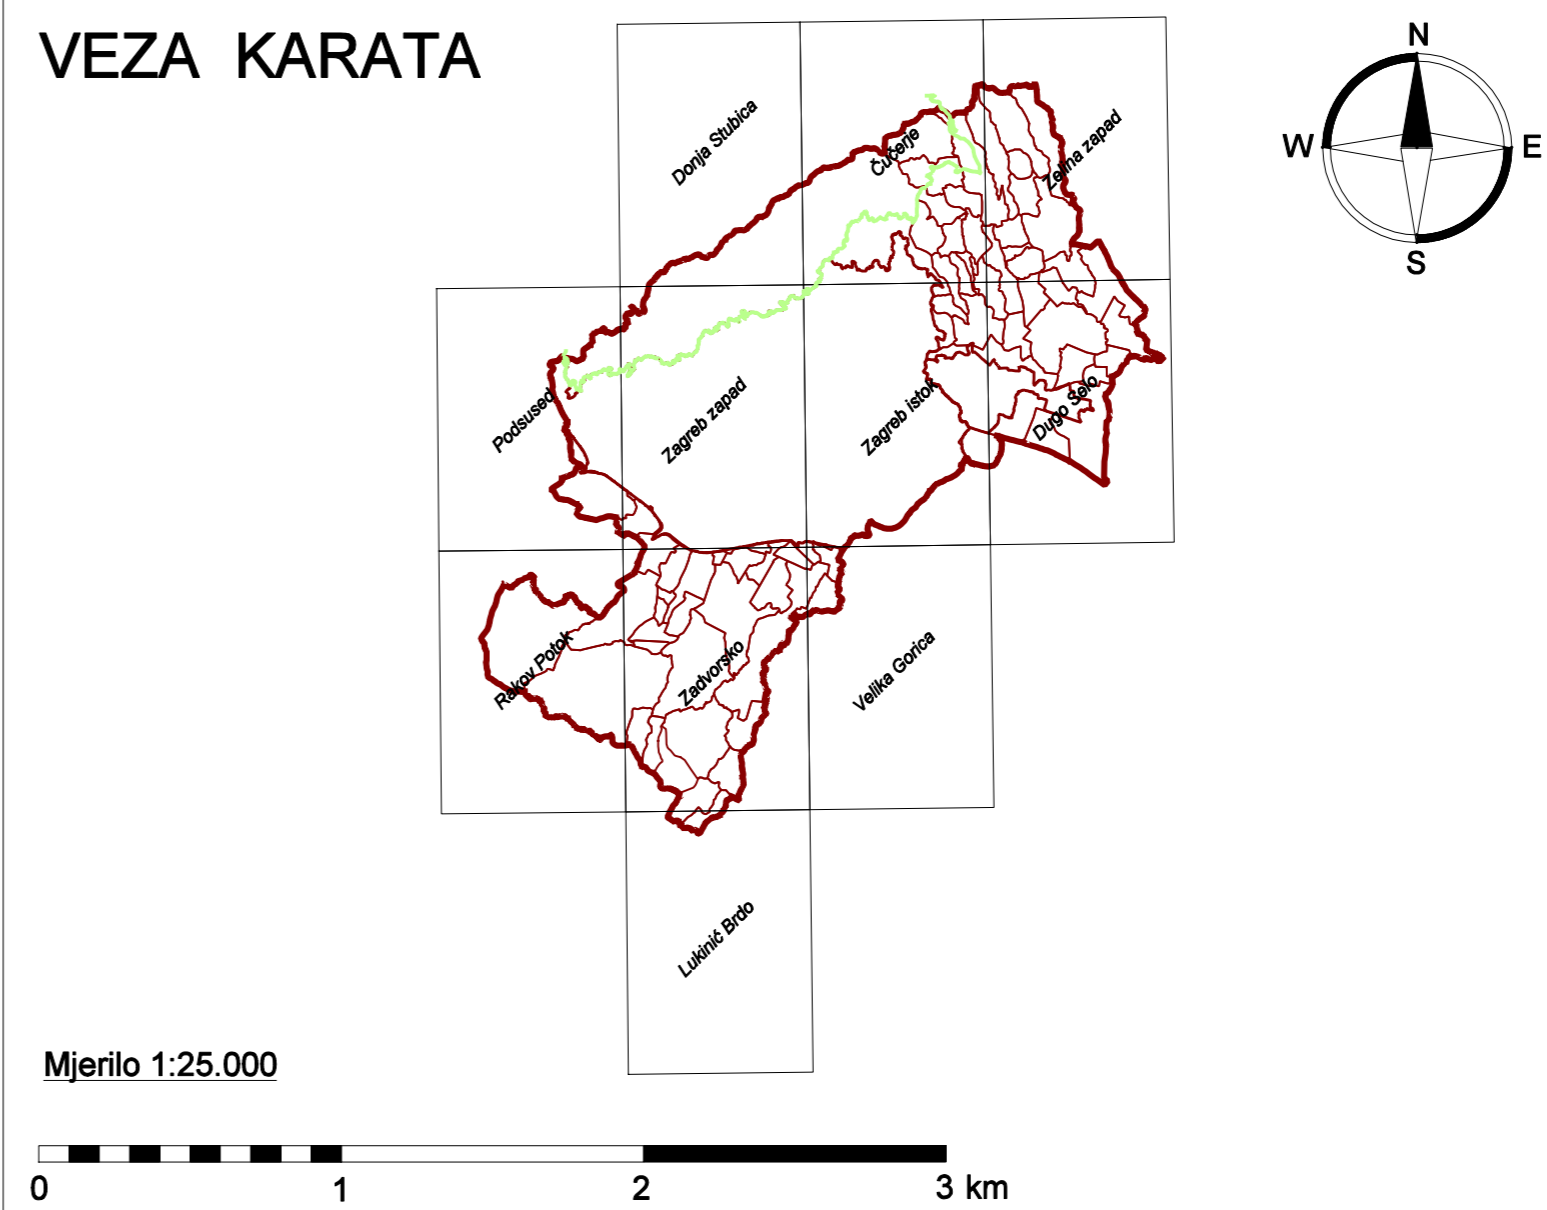 VEZA KARATA
N
W
E
S
Donja Stubica
Čučerje
Zelina zapad
Podsused
Zagreb zapad
Zagreb istok
Dugo Selo
Rakov Potok
Zadvorsko
Velika Gorica
Lukinić Brdo
Mjerilo 1:25.000
0 1 2 3 km